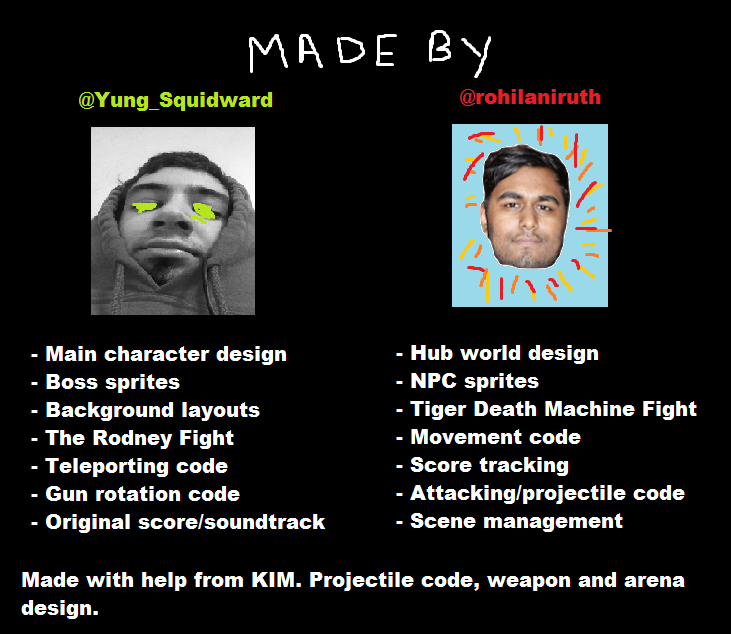 MADE BY
@Yung_Squidward
@rohilaniruth
- Main character design
- Boss sprites
- Background layouts
- The Rodney Fight
- Teleporting code
- Gun rotation code
- Original score/soundtrack
- Hub world design
- NPC sprites
- Tiger Death Machine Fight
- Movement code
- Score tracking
- Attacking/projectile code
- Scene management
Made with help from KIM. Projectile code, weapon and arena
design.